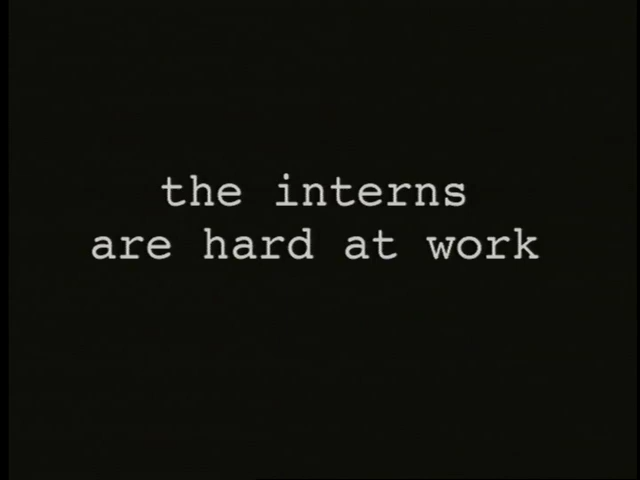 the interns
are hard at work